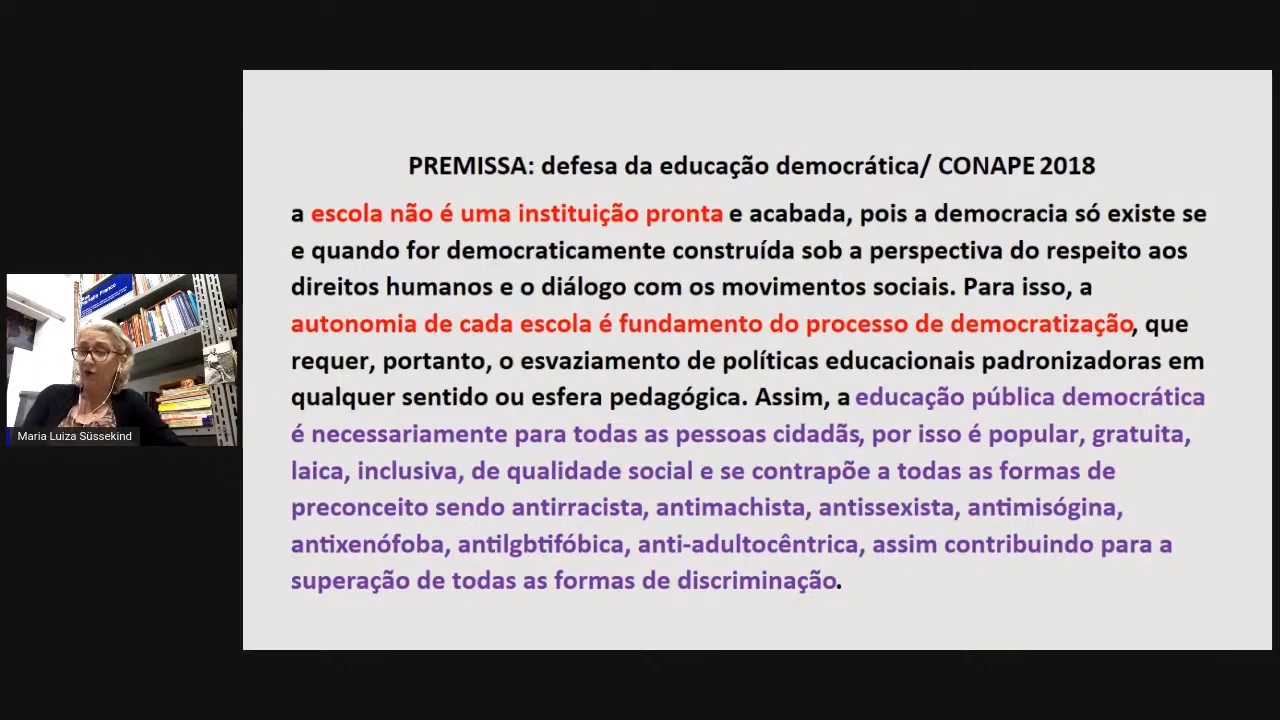 PREMISSA: defesa da educação democrática/ CONAPE 2018
a escola não é uma instituição pronta e acabada, pois a democracia só existe se
e quando for democraticamente construída sob a perspectiva do respeito aos
direitos humanos e o diálogo com os movimentos sociais. Para isso, a
autonomia de cada escola é fundamento do processo de democratização, que
requer, portanto, o esvaziamento de políticas educacionais padronizadoras em
qualquer sentido ou esfera pedagógica. Assim, a educação pública democrática
é necessariamente para todas as pessoas cidadãs, por isso é popular, gratuita,
laica, inclusiva, de qualidade social e se contrapõe a todas as formas de
preconceito sendo antirracista, antimachista, antissexista, antimisógina,
antixenófoba, antilgbtifóbica, anti-adultocêntrica, assim contribuindo para a
superação de todas as formas de discriminação.
Marielle Franco
Maria Luiza Süssekind